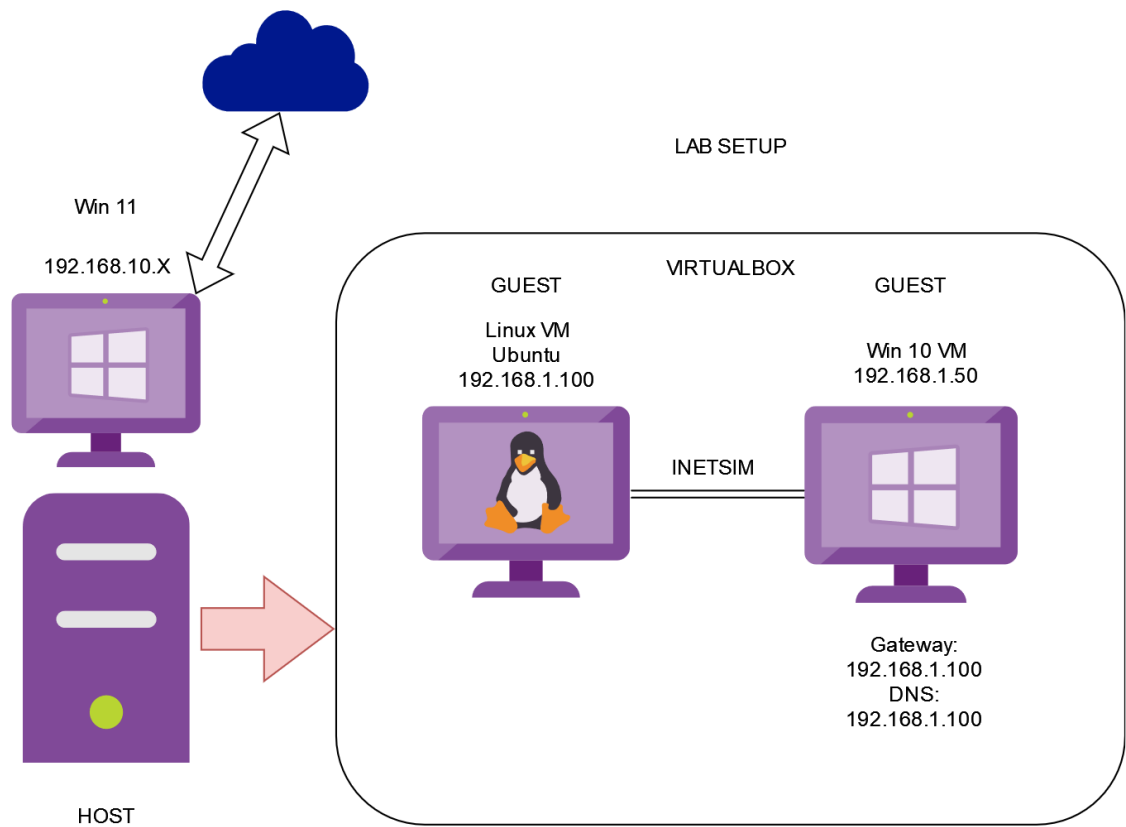 LAB SETUP
Win 11
192.168.10.X
VIRTUALBOX
GUEST
Linux VM
Ubuntu
192.168.1.100
INETSIM
GUEST
Win 10 VM
192.168.1.50
Gateway:
192.168.1.100
DNS:
192.168.1.100
HOST